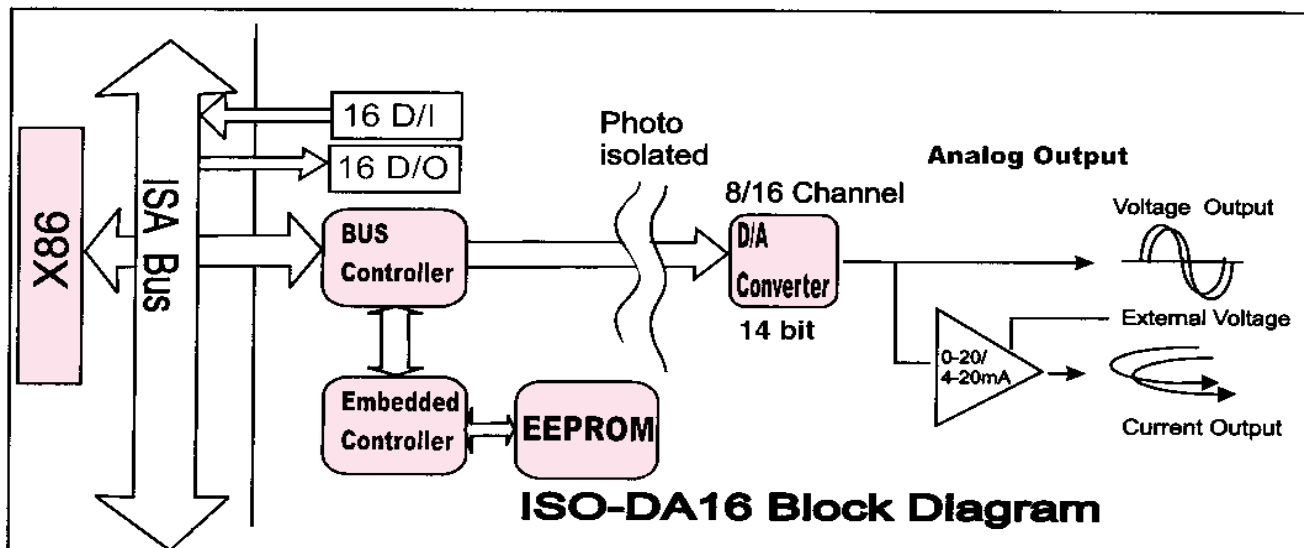 X86
ISA Bus
16 D/I
16 D/O
BUS
Controller
Embedded
Controller
EEPROM
Photo
isolated
8/16 Channel
D/A
Converter
14 bit
Analog Output
Voltage Output
External Voltage
0-20/
4-20mA
Current Output
ISO-DA16 Block Diagram